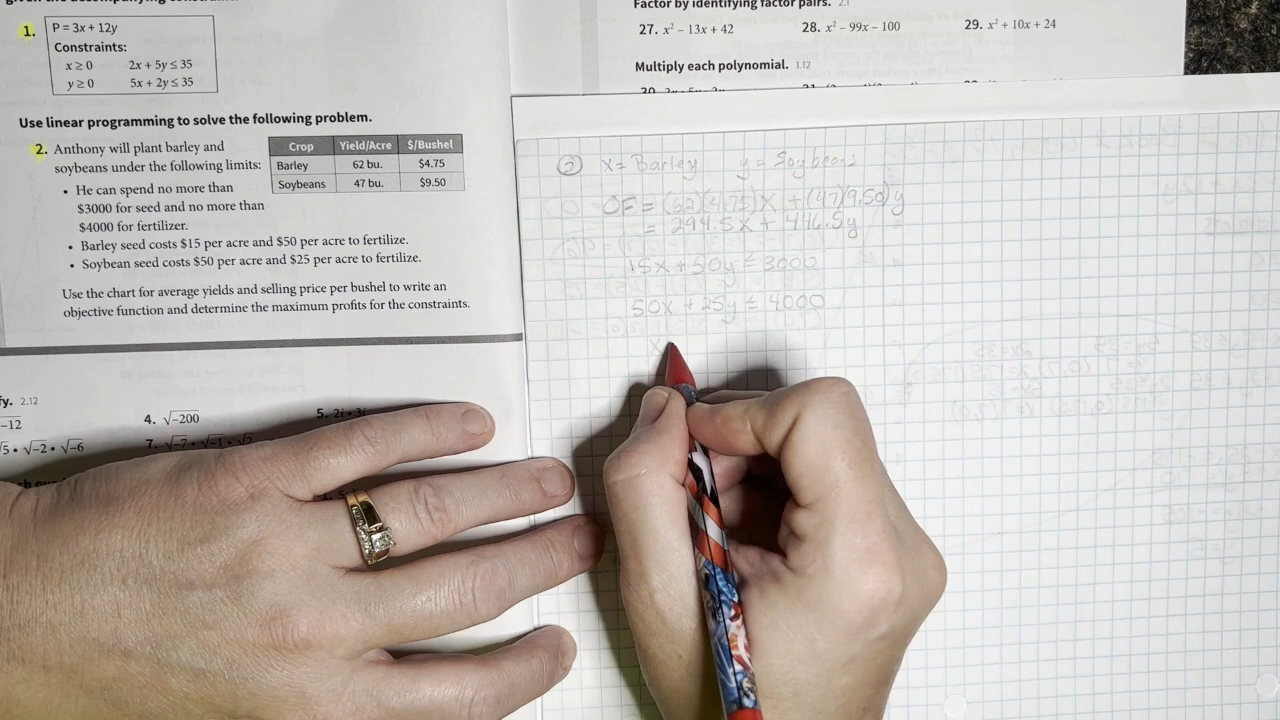 1.
P = 3x + 12y
Constraints:
x ≥ 0 2x + 5y ≤ 35
y ≥ 0 5x + 2y ≤ 35
Use linear programming to solve the following problem.
2. Anthony will plant barley and
soybeans under the following limits:
• He can spend no more than
$3000 for seed and no more than
$4000 for fertilizer.
• Barley seed costs $15 per acre and $50 per acre to fertilize.
• Soybean seed costs $50 per acre and $25 per acre to fertilize.
Crop Yield/Acre $/Bushel
Barley 62 bu. $4.75
Soybeans 47 bu. $9.50
Use the chart for average yields and selling price per bushel to write an
objective function and determine the maximum profits for the constraints.
fy. 2.12
-12
4. √-200
5. 2i • 3i
√5 • √-2 • √-6
7. √-7 • √-1 • √2
Factor by identifying factor pairs. 2.1
27. x² − 13x + 42 28. x² − 99x − 100 29. x² + 10x + 24
Multiply each polynomial. 1.12
② x = Barley y = Soybeans
OF = (62)(4.75)x + (47)(9.50)y
= 294.5x + 446.5y
15x + 50y ≤ 3000
50x + 25y ≤ 4000
x